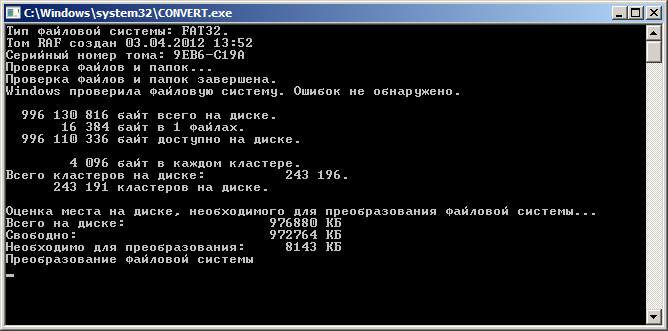 C:\Windows\system32\CONVERT.exe
Тип файловой системы: FAT32.
Том RAF создан 03.04.2012 13:52
Серийный номер тома: 9EB6-C19A
Проверка файлов и папок...
Проверка файлов и папок завершена.
Windows проверила файловую систему. Ошибок не обнаружено.
996 130 816 байт всего на диске.
16 384 байт в 1 файлах.
996 110 336 байт доступно на диске.
4 096 байт в каждом кластере.
Всего кластеров на диске: 243 196.
243 191 кластеров на диске.
Оценка места на диске, необходимого для преобразования файловой системы...
Всего на диске: 976880 КБ
Свободно: 972764 КБ
Необходимо для преобразования: 8143 КБ
Преобразование файловой системы